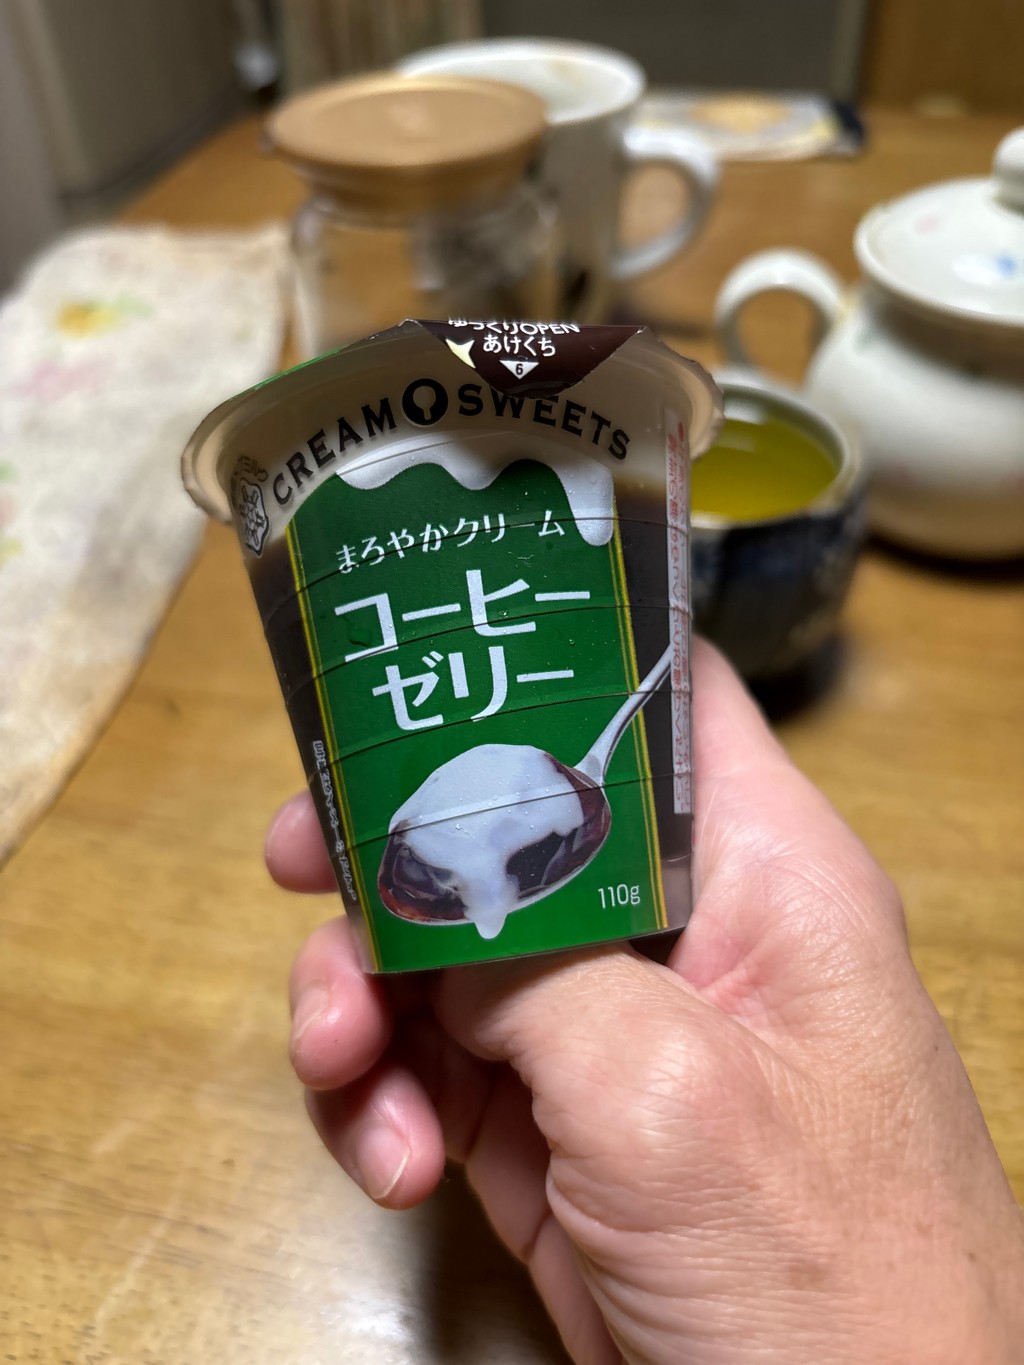 ゆっくりOPEN
あけくち
6
CREAM SWEETS
まろやかクリーム
コーヒー
ゼリー
110g